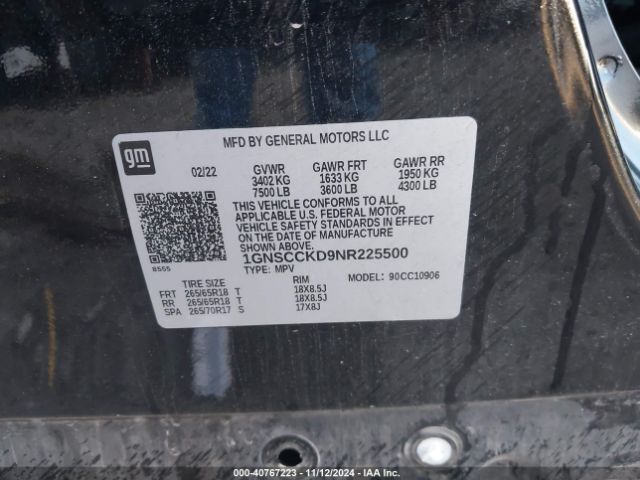 gm
MFD BY GENERAL MOTORS LLC
02/22 GVWR GAWR FRT GAWR RR
3402 KG 1633 KG 1950 KG
7500 LB 3600 LB 4300 LB
THIS VEHICLE CONFORMS TO ALL
APPLICABLE U.S. FEDERAL MOTOR
VEHICLE SAFETY STANDARDS IN EFFECT ON THE DATE OF MANUFACTURE
SHOWN ABOVE.
1GNSCCKD9NR225500
8555 TYPE: MPV MODEL: 90CC10906
TIRE SIZE RIM
FRT 265/65R18 T 18X8.5J
RR 265/65R18 T 18X8.5J
SPA 265/70R17 S 17X8J
000-40767223 - 11/12/2024 - IAA Inc.